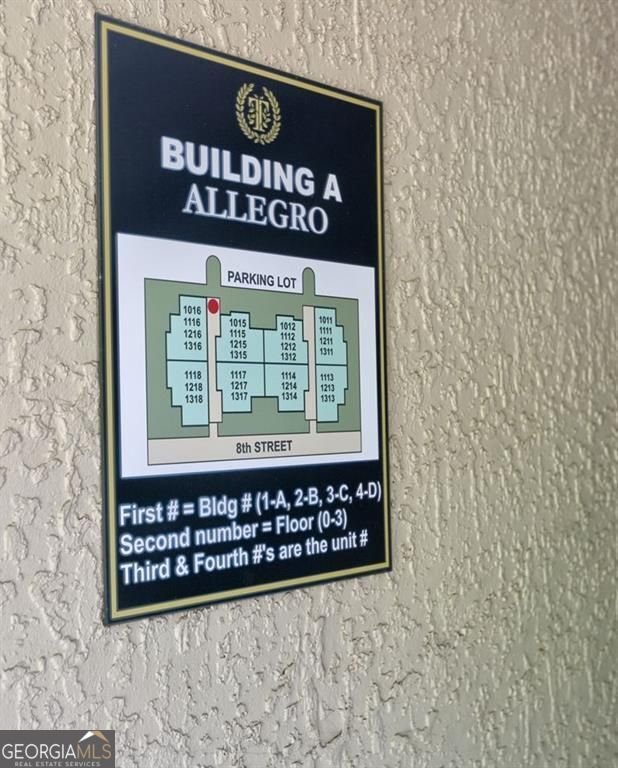 T
BUILDING A
ALLEGRO
PARKING LOT
1016
1116
1216
1316
1015
1115
1215
1315
1012
1112
1212
1312
1011
1111
1211
1311
1118
1218
1318
1117
1217
1317
1114
1214
1314
1113
1213
1313
8th STREET
First # = Bldg # (1-A, 2-B, 3-C, 4-D)
Second number = Floor (0-3)
Third & Fourth #'s are the unit #
GEORGIAMLS
REAL ESTATE SERVICES